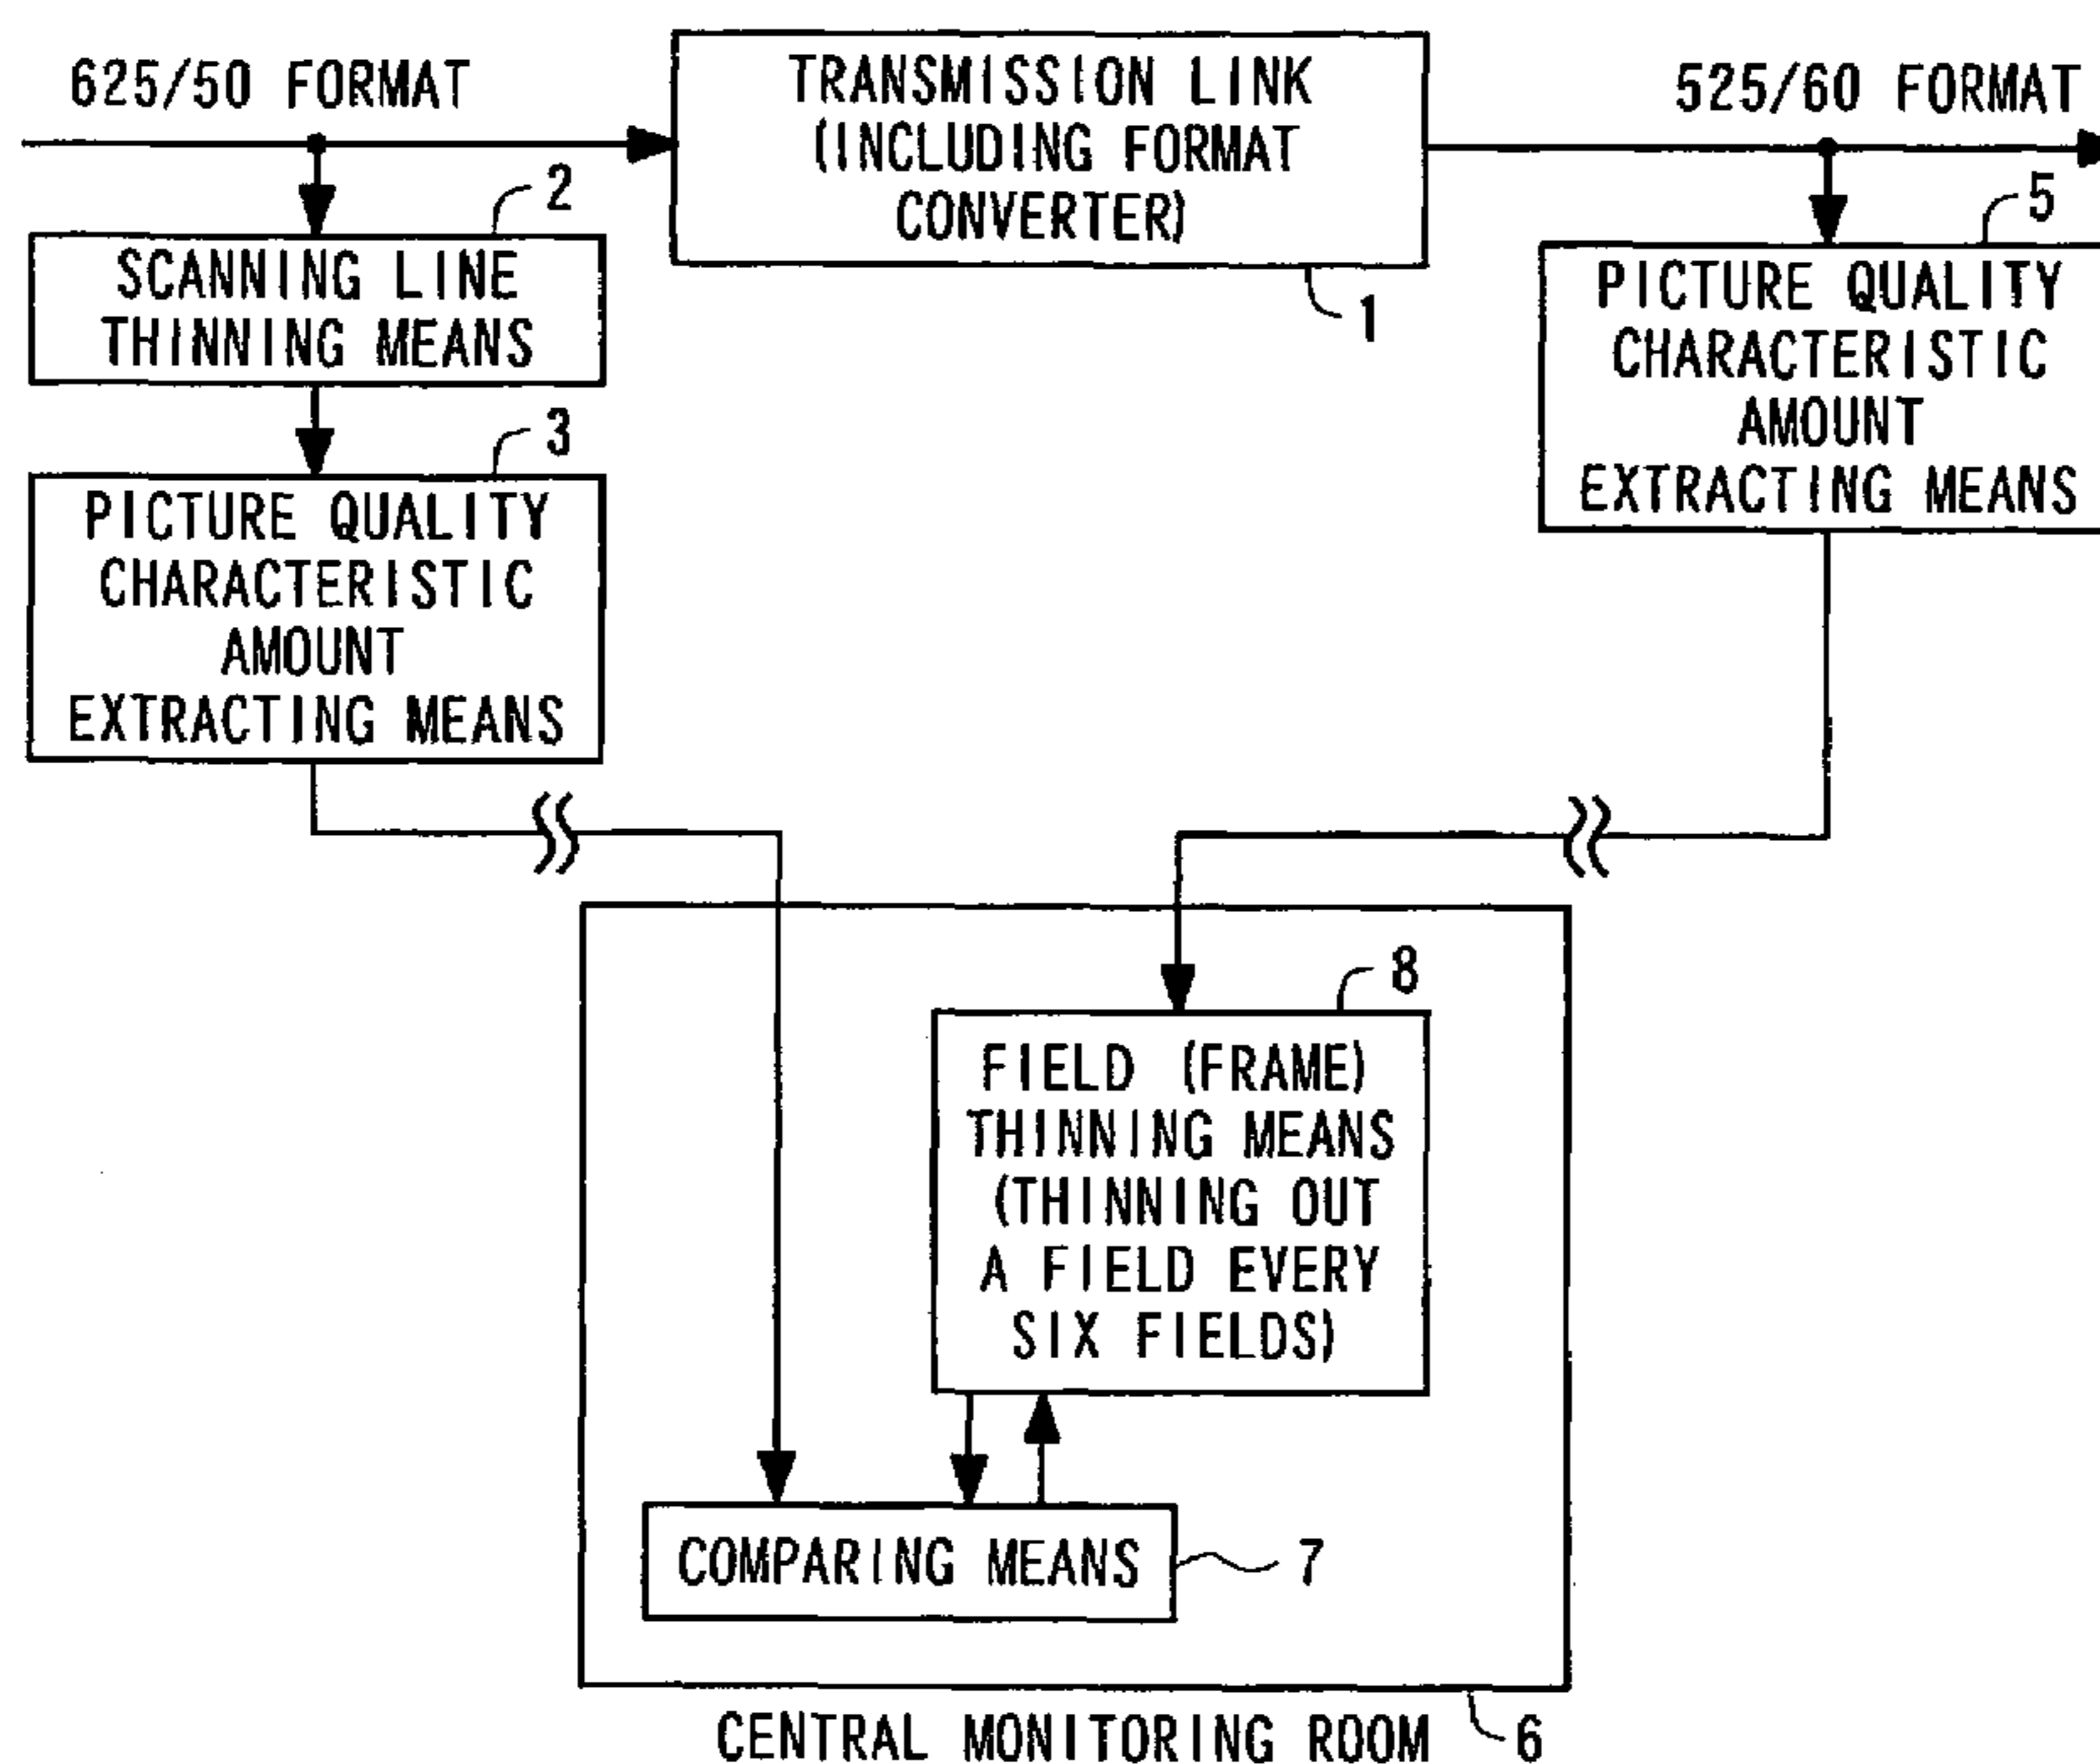 625/50 FORMAT
TRANSMISSION LINK
(INCLUDING FORMAT
CONVERTER)
1
525/60 FORMAT
2
SCANNING LINE
THINNING MEANS
3
PICTURE QUALITY
CHARACTERISTIC
AMOUNT
EXTRACTING MEANS
5
PICTURE QUALITY
CHARACTERISTIC
AMOUNT
EXTRACTING MEANS
8
FIELD (FRAME)
THINNING MEANS
(THINNING OUT
A FIELD EVERY
SIX FIELDS)
COMPARING MEANS
7
CENTRAL MONITORING ROOM
6